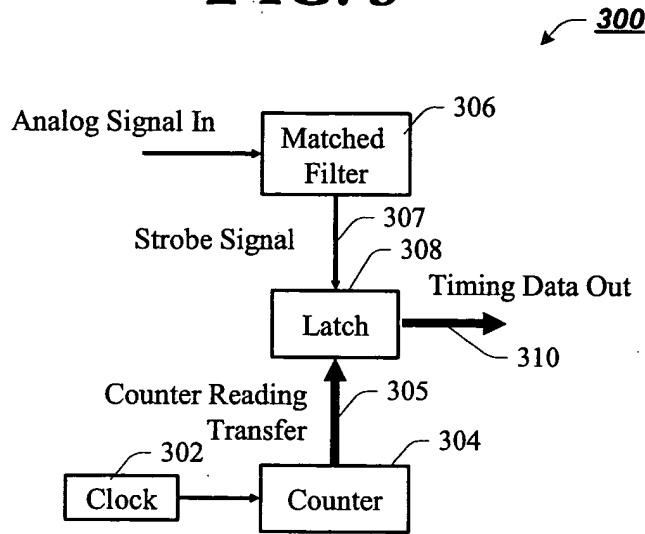 300
Analog Signal In
306
Matched
Filter
307
Strobe Signal
308
Timing Data Out
Latch
310
Counter Reading
Transfer
305
302
304
Clock
Counter